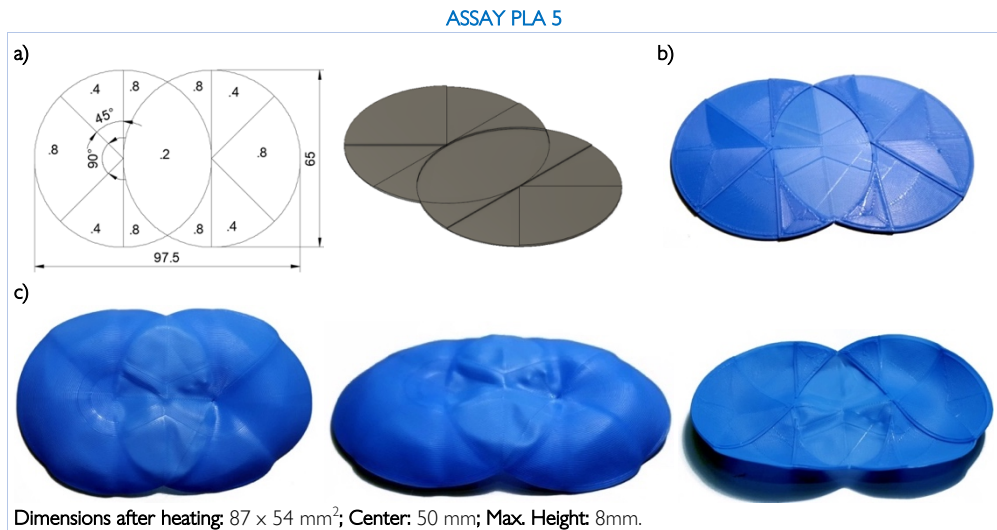 ASSAY PLA 5
a)
b)
.4 .8 .8 .4
45°
.8 90° .2 .8 65
.4 .8 .8 .4
97.5
c)
Dimensions after heating: 87 x 54 mm²; Center: 50 mm; Max. Height: 8mm.